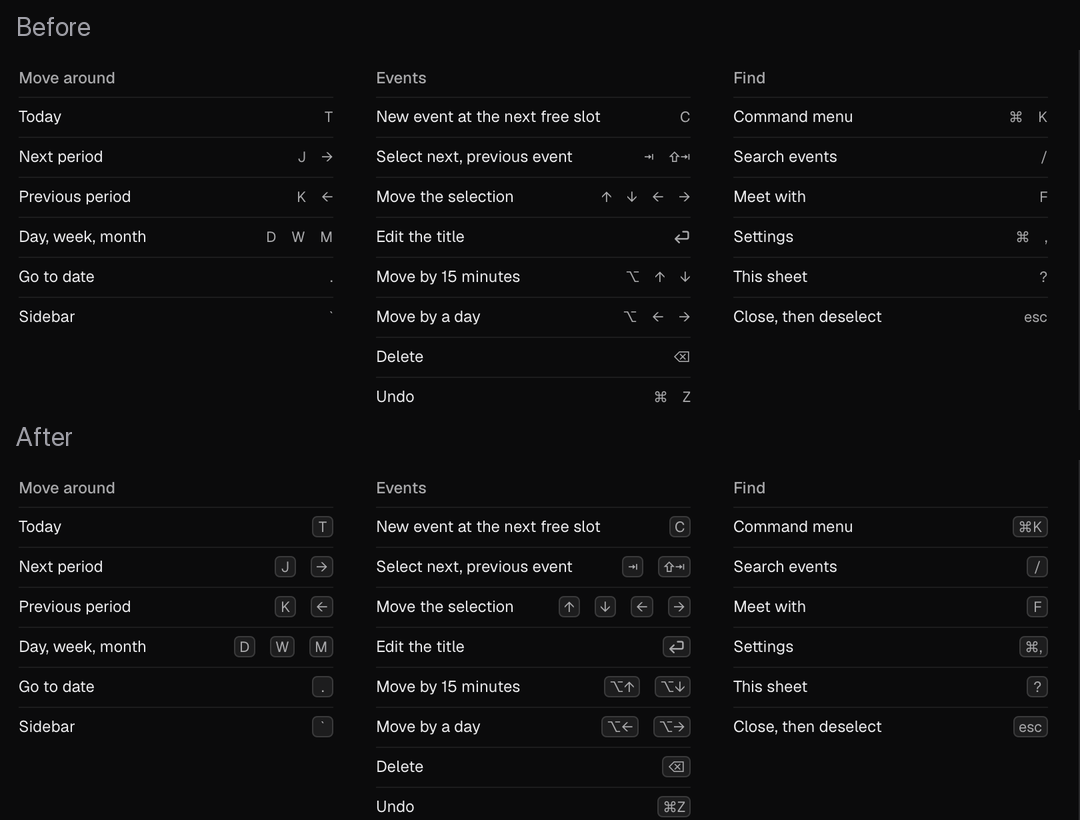 Before
Move around
Today T
Next period J →
Previous period K ←
Day, week, month D W M
Go to date .
Sidebar `
Events
New event at the next free slot C
Select next, previous event ⇥ ⇧⇥
Move the selection ↑ ↓ ← →
Edit the title ↵
Move by 15 minutes ⌥ ↑ ↓
Move by a day ⌥ ← →
Delete ⌫
Undo ⌘ Z
Find
Command menu ⌘ K
Search events /
Meet with F
Settings ⌘ ,
This sheet ?
Close, then deselect esc
After
Move around
Today T
Next period J →
Previous period K ←
Day, week, month D W M
Go to date .
Sidebar `
Events
New event at the next free slot C
Select next, previous event ⇥ ⇧⇥
Move the selection ↑ ↓ ← →
Edit the title ↵
Move by 15 minutes ⌥↑ ⌥↓
Move by a day ⌥← ⌥→
Delete ⌫
Undo ⌘Z
Find
Command menu ⌘K
Search events /
Meet with F
Settings ⌘,
This sheet ?
Close, then deselect esc